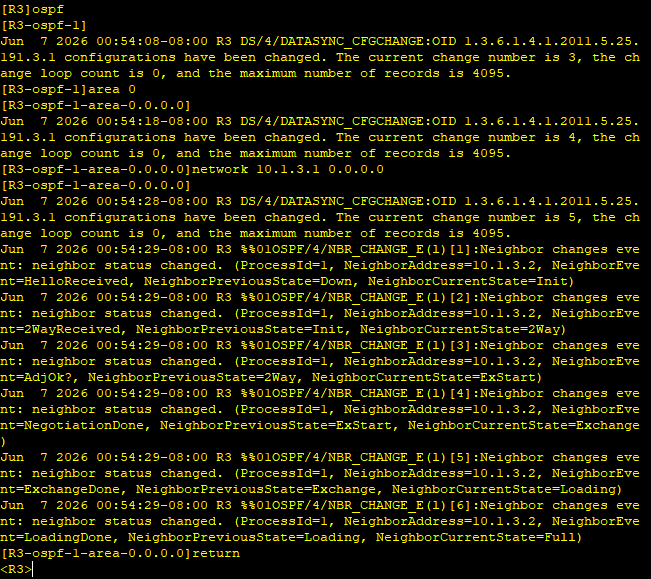 [R3]ospf
[R3-ospf-1]
Jun  7 2026 00:54:08-08:00 R3 DS/4/DATASYNC_CFGCHANGE:OID 1.3.6.1.4.1.2011.5.25.
191.3.1 configurations have been changed. The current change number is 3, the ch
ange loop count is 0, and the maximum number of records is 4095.
[R3-ospf-1]area 0
[R3-ospf-1-area-0.0.0.0]
Jun  7 2026 00:54:18-08:00 R3 DS/4/DATASYNC_CFGCHANGE:OID 1.3.6.1.4.1.2011.5.25.
191.3.1 configurations have been changed. The current change number is 4, the ch
ange loop count is 0, and the maximum number of records is 4095.
[R3-ospf-1-area-0.0.0.0]network 10.1.3.1 0.0.0.0
[R3-ospf-1-area-0.0.0.0]
Jun  7 2026 00:54:28-08:00 R3 DS/4/DATASYNC_CFGCHANGE:OID 1.3.6.1.4.1.2011.5.25.
191.3.1 configurations have been changed. The current change number is 5, the ch
ange loop count is 0, and the maximum number of records is 4095.
Jun  7 2026 00:54:29-08:00 R3 %%01OSPF/4/NBR_CHANGE_E(l)[1]:Neighbor changes eve
nt: neighbor status changed. (ProcessId=1, NeighborAddress=10.1.3.2, NeighborEve
nt=HelloReceived, NeighborPreviousState=Down, NeighborCurrentState=Init)
Jun  7 2026 00:54:29-08:00 R3 %%01OSPF/4/NBR_CHANGE_E(l)[2]:Neighbor changes eve
nt: neighbor status changed. (ProcessId=1, NeighborAddress=10.1.3.2, NeighborEve
nt=2WayReceived, NeighborPreviousState=Init, NeighborCurrentState=2Way)
Jun  7 2026 00:54:29-08:00 R3 %%01OSPF/4/NBR_CHANGE_E(l)[3]:Neighbor changes eve
nt: neighbor status changed. (ProcessId=1, NeighborAddress=10.1.3.2, NeighborEve
nt=AdjOk?, NeighborPreviousState=2Way, NeighborCurrentState=ExStart)
Jun  7 2026 00:54:29-08:00 R3 %%01OSPF/4/NBR_CHANGE_E(l)[4]:Neighbor changes eve
nt: neighbor status changed. (ProcessId=1, NeighborAddress=10.1.3.2, NeighborEve
nt=NegotiationDone, NeighborPreviousState=ExStart, NeighborCurrentState=Exchange
)
Jun  7 2026 00:54:29-08:00 R3 %%01OSPF/4/NBR_CHANGE_E(l)[5]:Neighbor changes eve
nt: neighbor status changed. (ProcessId=1, NeighborAddress=10.1.3.2, NeighborEve
nt=ExchangeDone, NeighborPreviousState=Exchange, NeighborCurrentState=Loading)
Jun  7 2026 00:54:29-08:00 R3 %%01OSPF/4/NBR_CHANGE_E(l)[6]:Neighbor changes eve
nt: neighbor status changed. (ProcessId=1, NeighborAddress=10.1.3.2, NeighborEve
nt=LoadingDone, NeighborPreviousState=Loading, NeighborCurrentState=Full)
[R3-ospf-1-area-0.0.0.0]return
<R3>